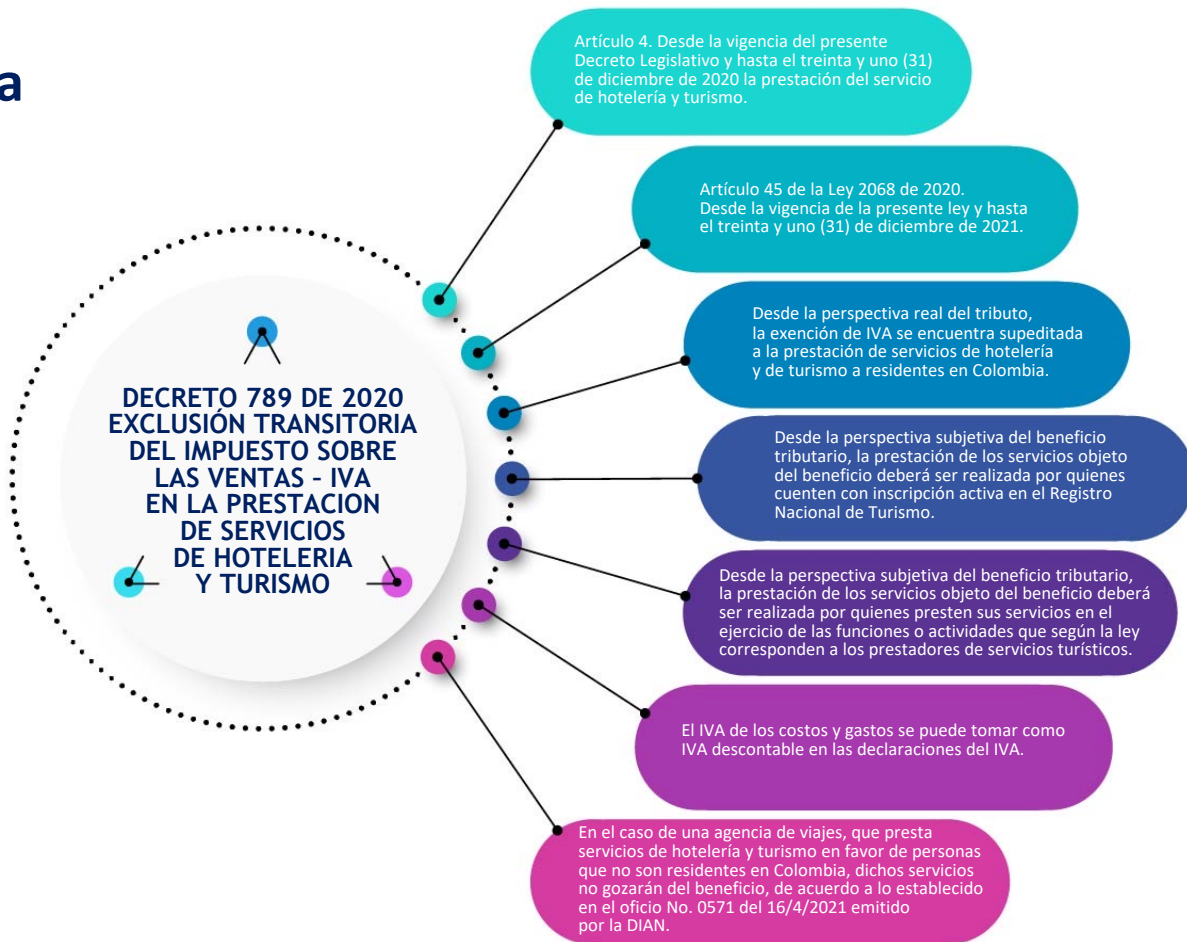 a
Artículo 4. Desde la vigencia del presente
Decreto Legislativo y hasta el treinta y uno (31)
de diciembre de 2020 la prestación del servicio
de hotelería y turismo.
Artículo 45 de la Ley 2068 de 2020.
Desde la vigencia de la presente ley y hasta
el treinta y uno (31) de diciembre de 2021.
Desde la perspectiva real del tributo,
la exención de IVA se encuentra supeditada
a la prestación de servicios de hotelería
y de turismo a residentes en Colombia.
DECRETO 789 DE 2020
EXCLUSIÓN TRANSITORIA
DEL IMPUESTO SOBRE
LAS VENTAS – IVA
EN LA PRESTACION
DE SERVICIOS
DE HOTELERIA
Y TURISMO
Desde la perspectiva subjetiva del beneficio
tributario, la prestación de los servicios objeto
del beneficio deberá ser realizada por quienes
cuenten con inscripción activa en el Registro
Nacional de Turismo.
Desde la perspectiva subjetiva del beneficio tributario,
la prestación de los servicios objeto del beneficio deberá
ser realizada por quienes presten sus servicios en el
ejercicio de las funciones o actividades que según la ley
corresponden a los prestadores de servicios turísticos.
El IVA de los costos y gastos se puede tomar como
IVA descontable en las declaraciones del IVA.
En el caso de una agencia de viajes, que presta
servicios de hotelería y turismo en favor de personas
que no son residentes en Colombia, dichos servicios
no gozarán del beneficio, de acuerdo a lo establecido
en el oficio No. 0571 del 16/4/2021 emitido
por la DIAN.